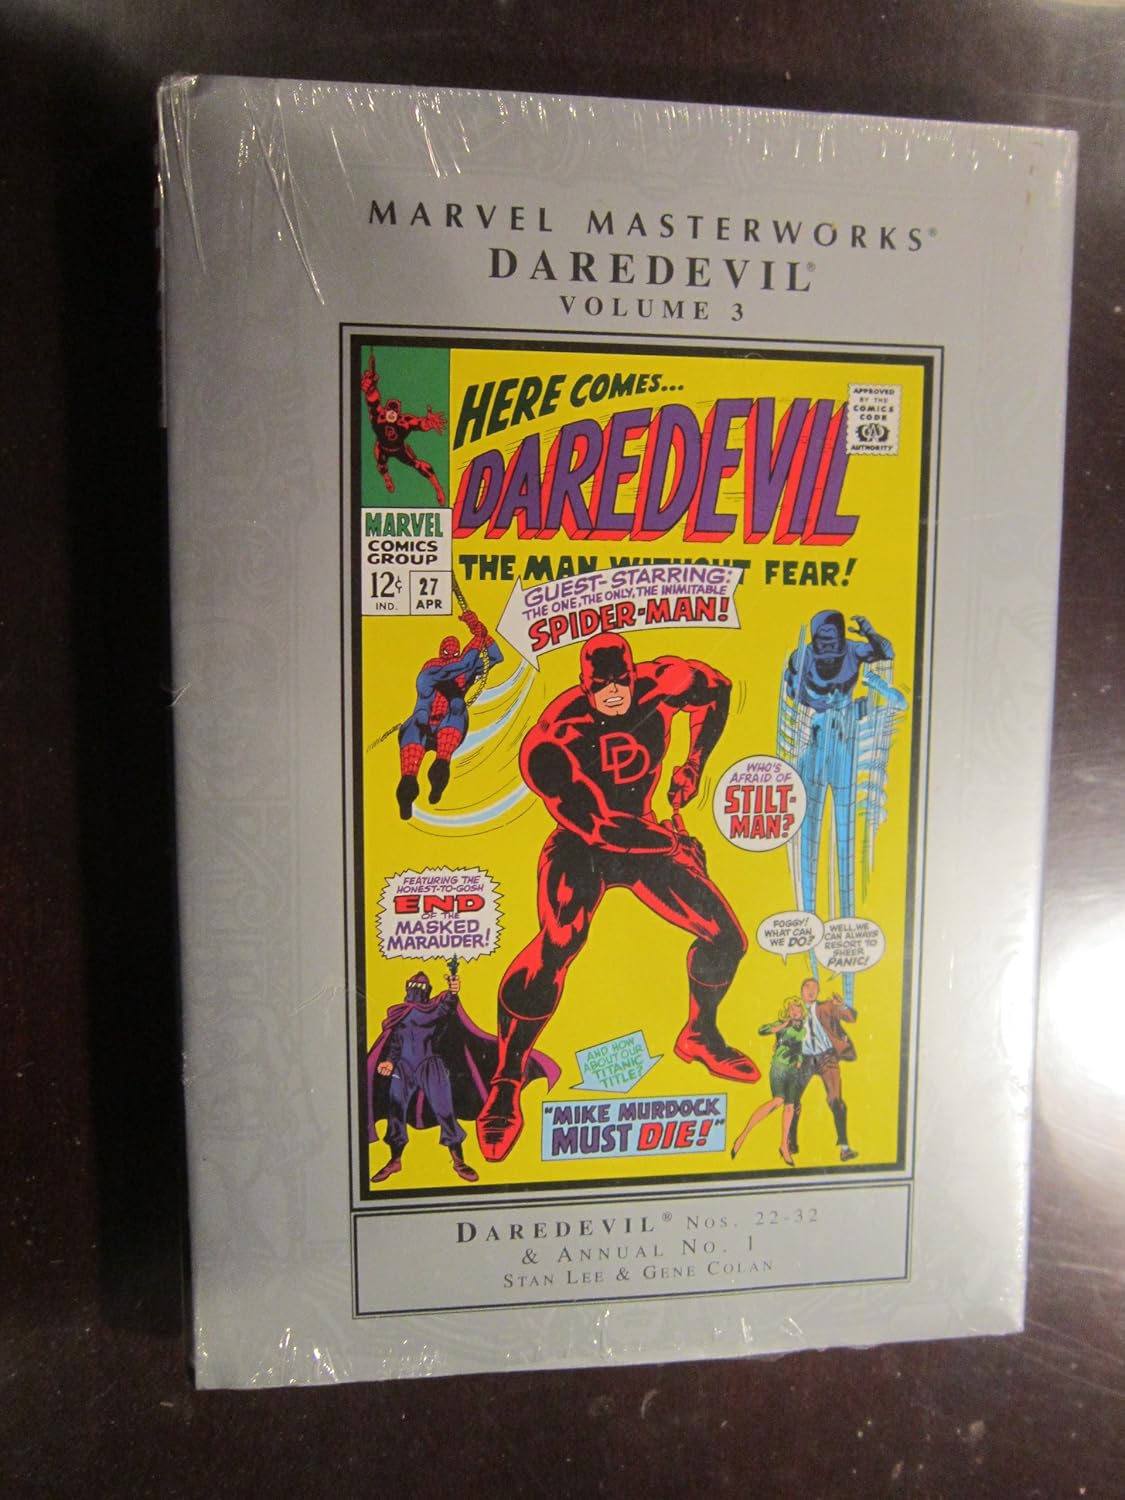 MARVEL MASTERWORKS®
DAREDEVIL®
VOLUME 3
HERE COMES...
DAREDEVIL
THE MAN WITHOUT FEAR!
APPROVED
BY THE
COMICS
CODE
AUTHORITY
MARVEL
COMICS
GROUP
12¢
IND.
27
APR
GUEST-STARRING:
THE ONE, THE ONLY, THE INIMITABLE
SPIDER-MAN!
DD
WHO'S
AFRAID OF
STILT-
MAN?
FEATURING THE
HONEST-TO-GOSH
END
OF THE
MASKED
MARAUDER!
FOGGY!
WHAT CAN
WE DO?
WELL, WE
CAN ALWAYS
RESORT TO
SHEER
PANIC!
AND HOW
ABOUT OUR
TITANIC
TITLE?
"MIKE MURDOCK
MUST DIE!"
DAREDEVIL® NOS. 22-32
& ANNUAL NO. 1
STAN LEE & GENE COLAN